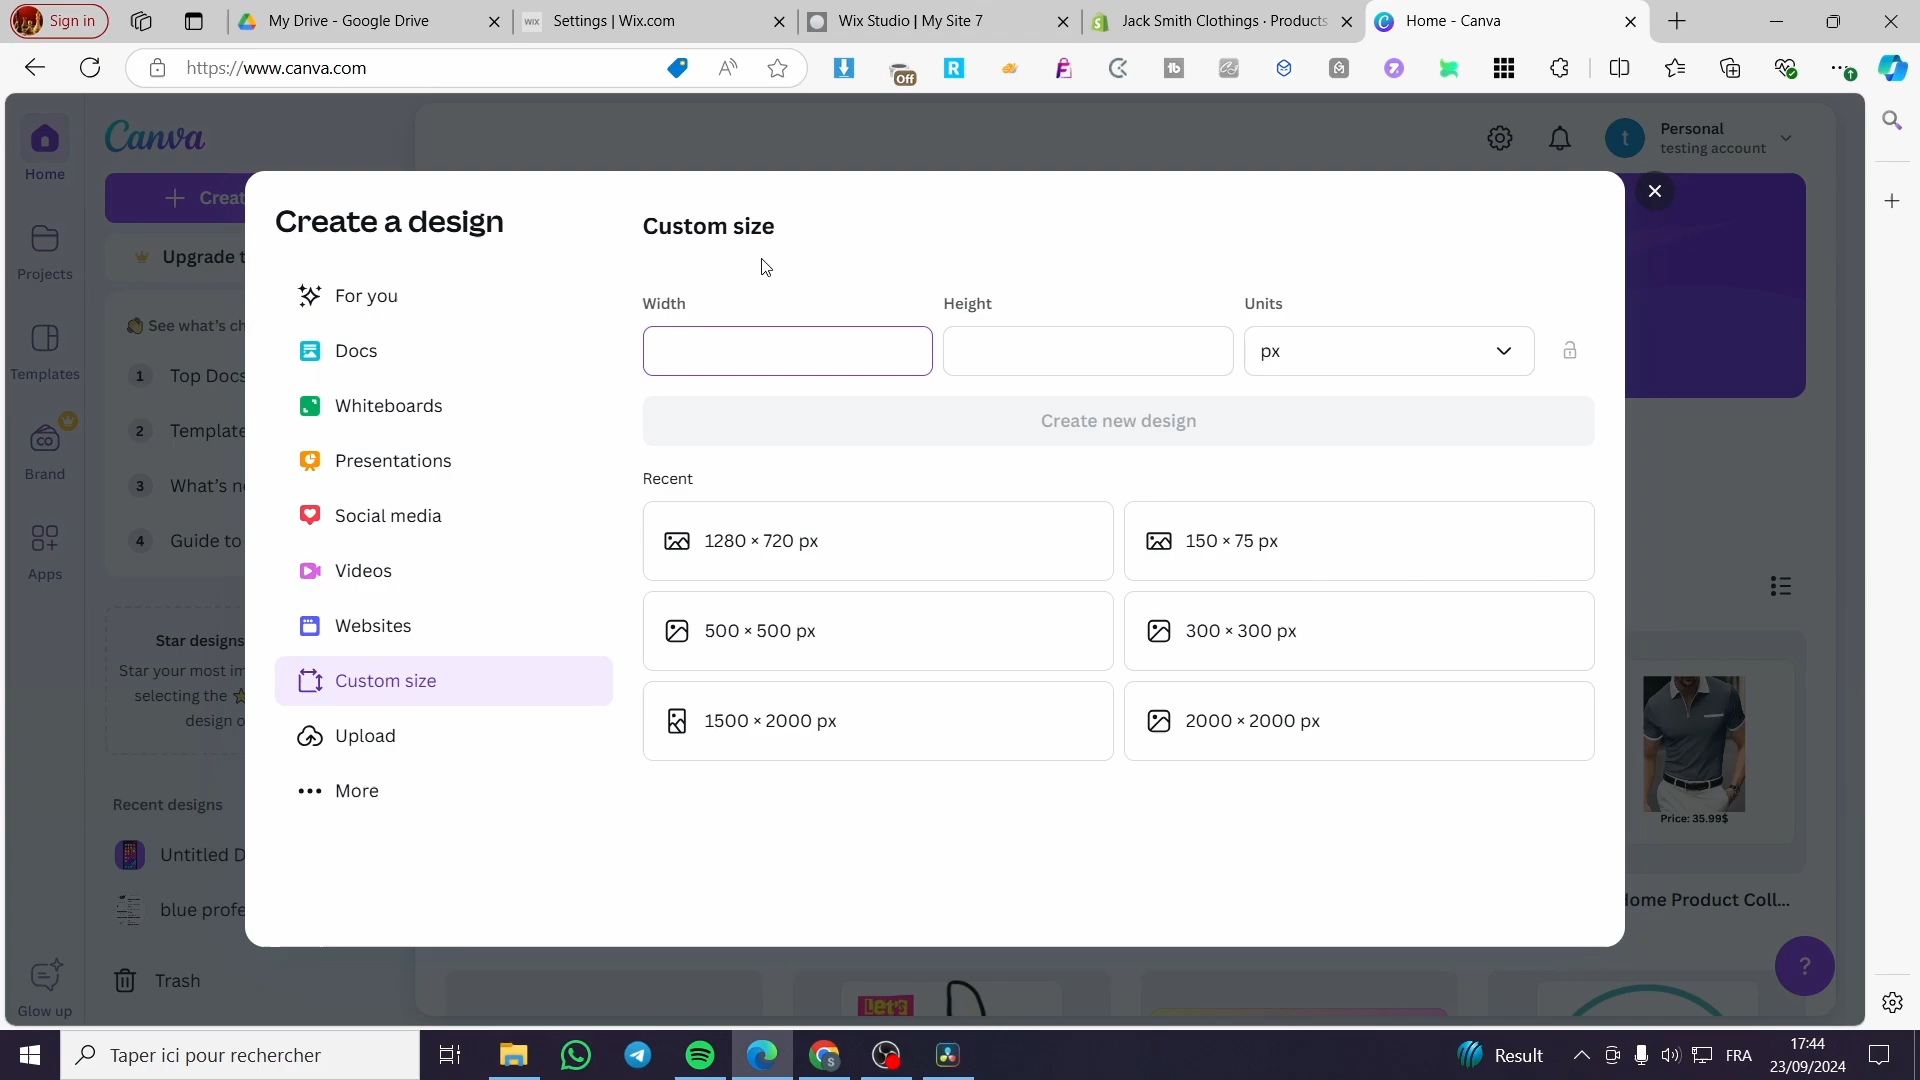 Sign in
My Drive - Google Drive
WIX
Settings | Wix.com
Wix Studio | My Site 7
Jack Smith Clothings · Products
Home - Canva
https://www.canva.com
Off
Canva
Personal
testing account
t
Home
Projects
Templates
Brand
Apps
Glow up
Upgrade
See what's
1 Top Docs
2
3 What's
4 Guide to
Star designs
Star your most
selecting the
design
Recent designs
Untitled D
blue
Trash
Create a design
For you
Docs
Whiteboards
Presentations
Social media
Videos
Websites
Custom size
Upload
More
Custom size
Width
Height
Units
px
Create new design
Recent
1280 × 720 px
150 × 75 px
500 × 500 px
300 × 300 px
1500 × 2000 px
2000 × 2000 px
Price: 35.99$
Home Product Coll...
Let's
?
Taper ici pour rechercher
Result
FRA
17:44
23/09/2024